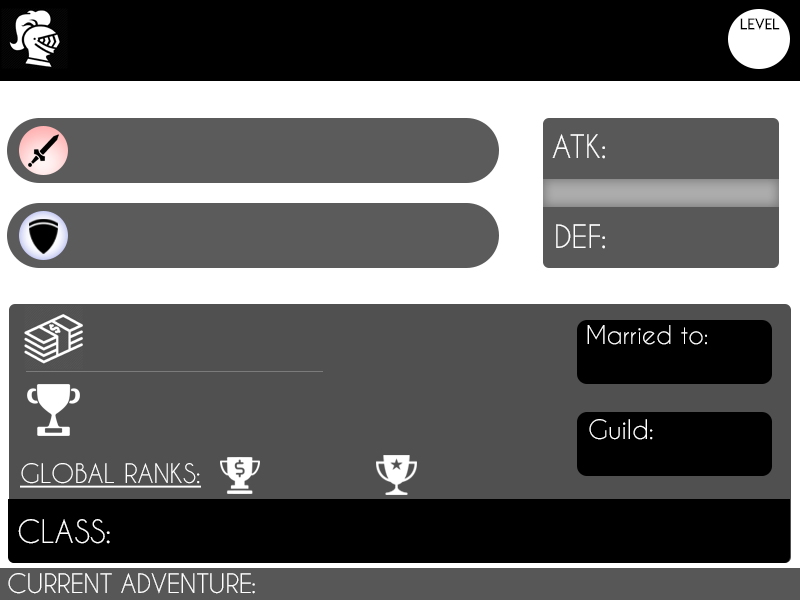 LEVEL
ATK:
DEF:
$
Married to:
Guild:
GLOBAL RANKS:
$
CLASS:
CURRENT ADVENTURE: